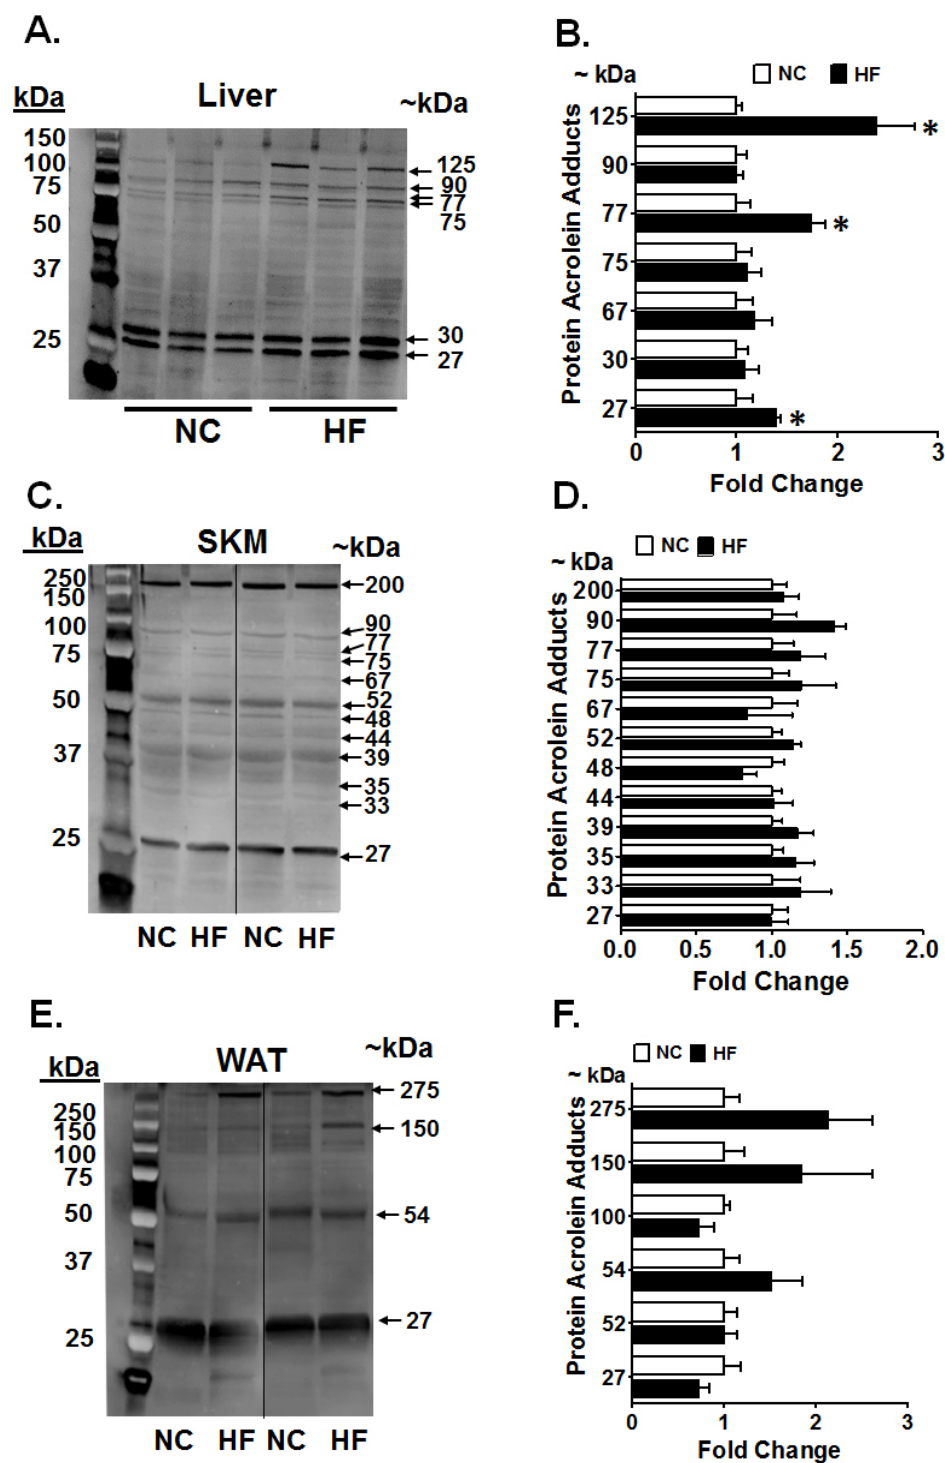 A.
kDa
Liver
~kDa
150
100
75
50
37
25
125
90
77
75
30
27
NC
HF
B.
~ kDa
NC
HF
Protein Acrolein Adducts
125
*
90
77
*
75
67
30
27
*
0
1
2
3
Fold Change
C.
kDa
SKM
~kDa
250
150
100
75
50
37
25
200
90
77
75
67
52
48
44
39
35
33
27
NC
HF
NC
HF
D.
NC
HF
~ kDa
Protein Acrolein Adducts
200
90
77
75
67
52
48
44
39
35
33
27
0.0
0.5
1.0
1.5
2.0
Fold Change
E.
kDa
WAT
~kDa
250
150
100
75
50
37
25
275
150
54
27
NC
HF
NC
HF
F.
NC
HF
~ kDa
Protein Acrolein Adducts
275
150
100
54
52
27
0
1
2
3
Fold Change